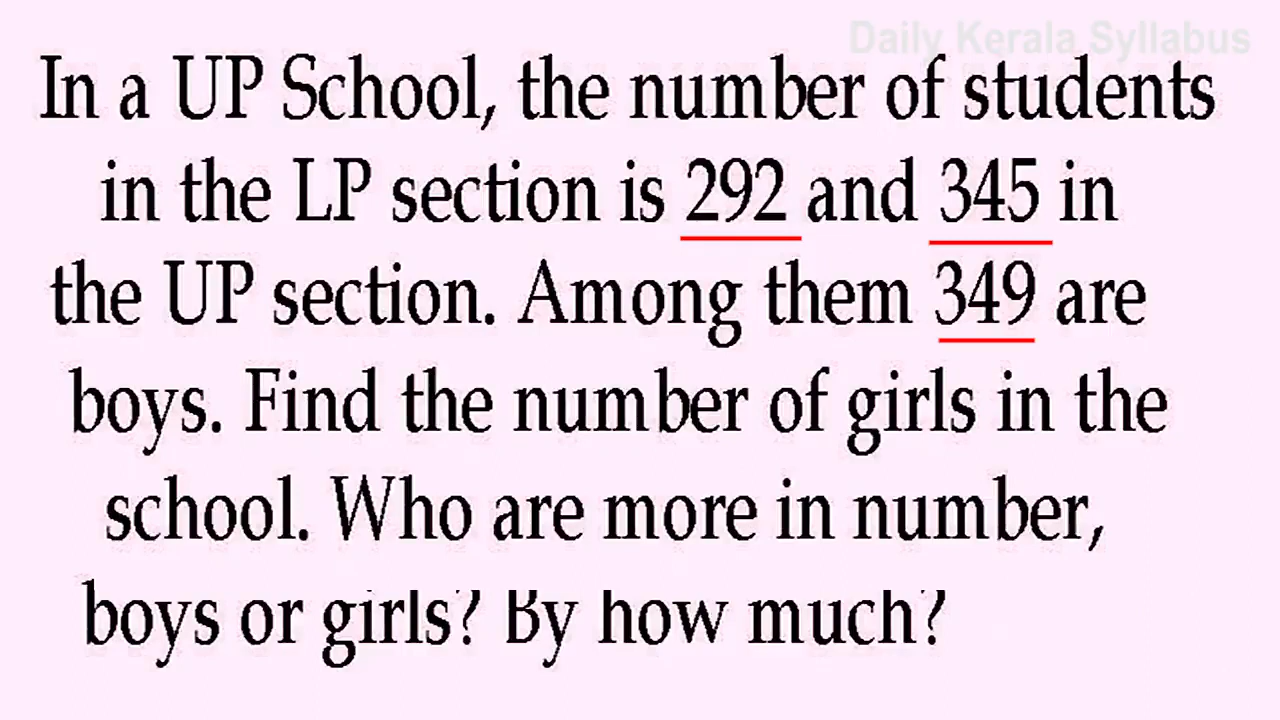 Daily Kerala Syllabus
In a UP School, the number of students
in the LP section is 292 and 345 in
the UP section. Among them 349 are
boys. Find the number of girls in the
school. Who are more in number,
boys or girls? By how much?